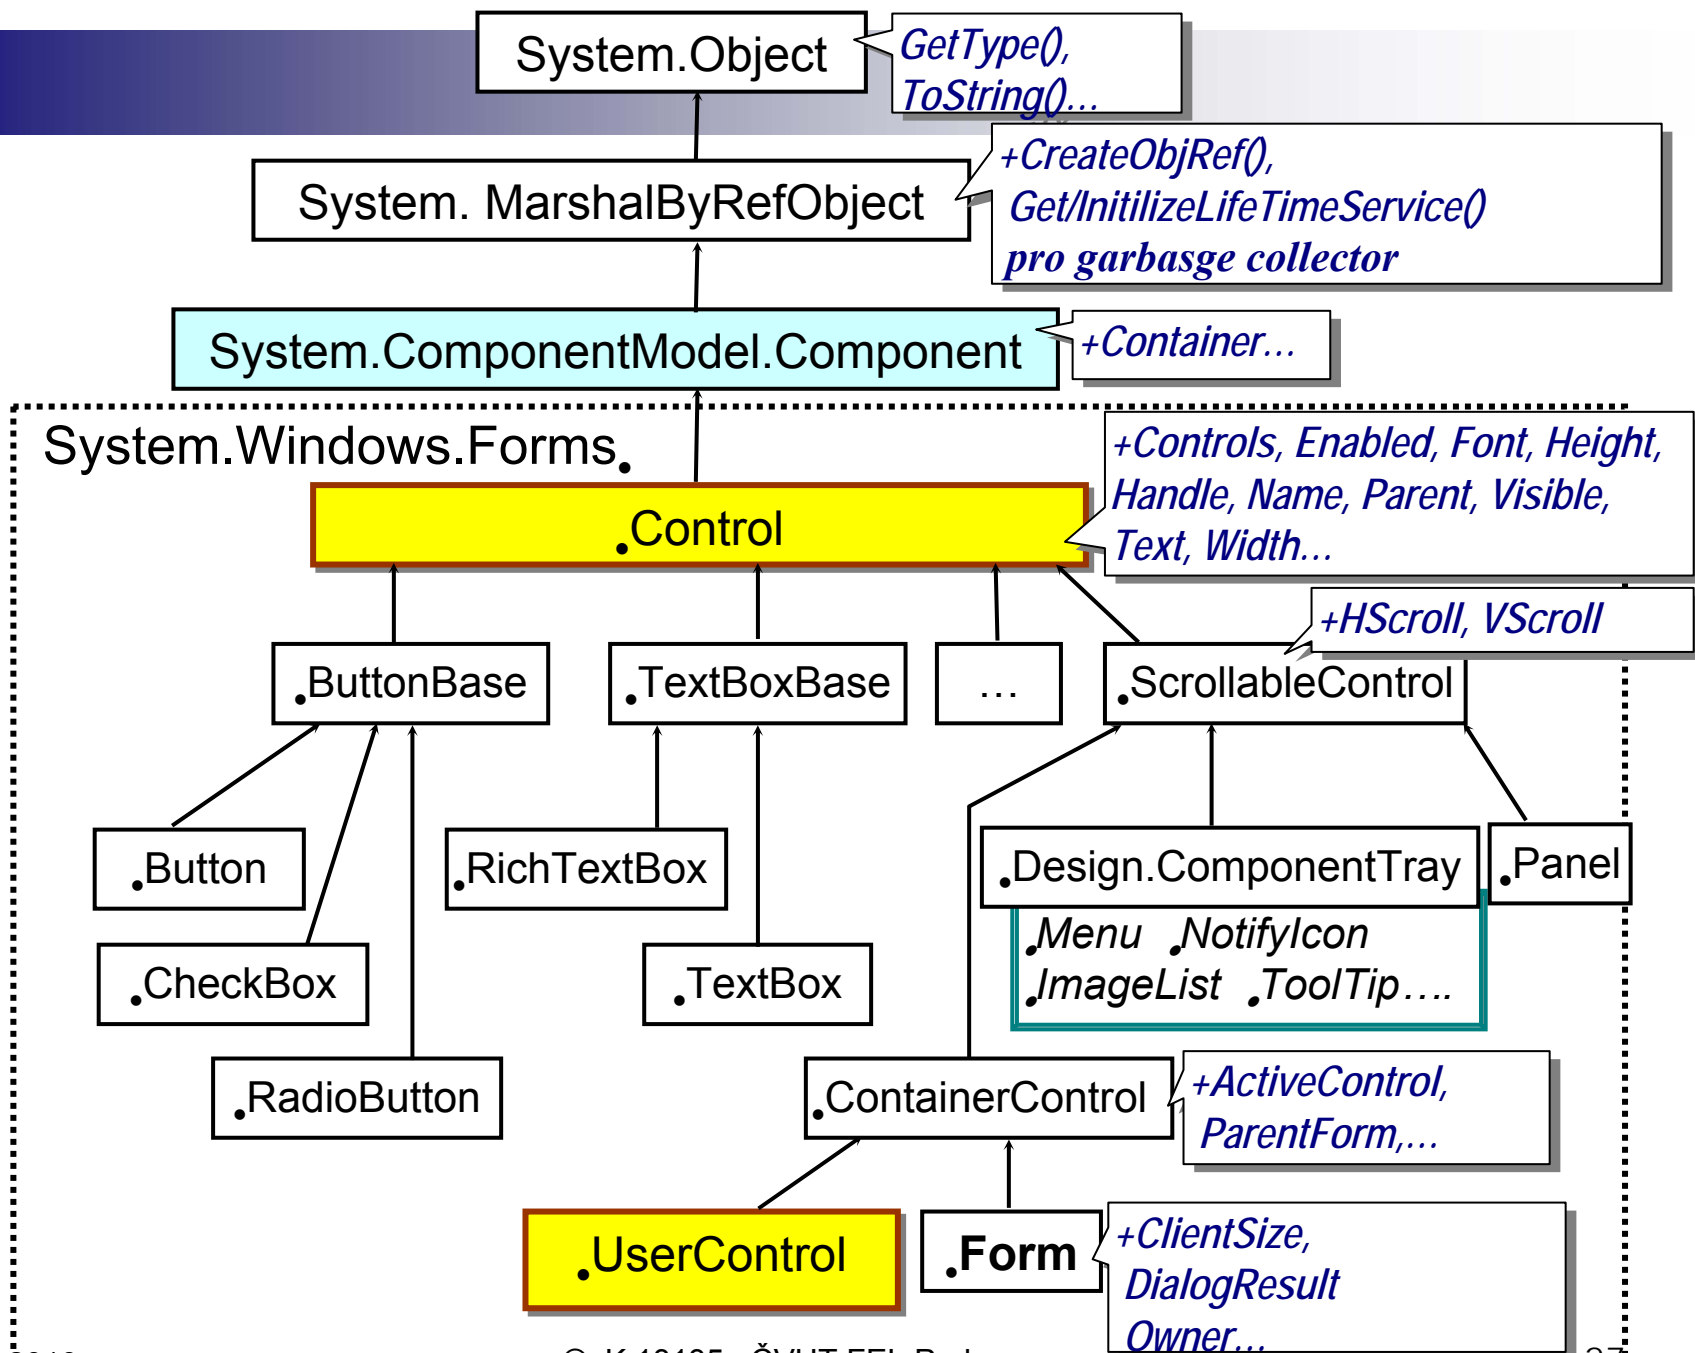 System.Object
GetType(),
ToString()...
System. MarshalByRefObject
+CreateObjRef(),
Get/InitilizeLifeTimeService()
pro garbasge collector
System.ComponentModel.Component
+Container...
System.Windows.Forms.
+Controls, Enabled, Font, Height,
Handle, Name, Parent, Visible,
Text, Width...
.Control
+HScroll, VScroll
.ButtonBase
.TextBoxBase
...
.ScrollableControl
.Button
.RichTextBox
.Design.ComponentTray
.Panel
.Menu .NotifyIcon
.ImageList .ToolTip....
.CheckBox
.TextBox
.RadioButton
.ContainerControl
+ActiveControl,
ParentForm,...
.UserControl
.Form
+ClientSize,
DialogResult
Owner...